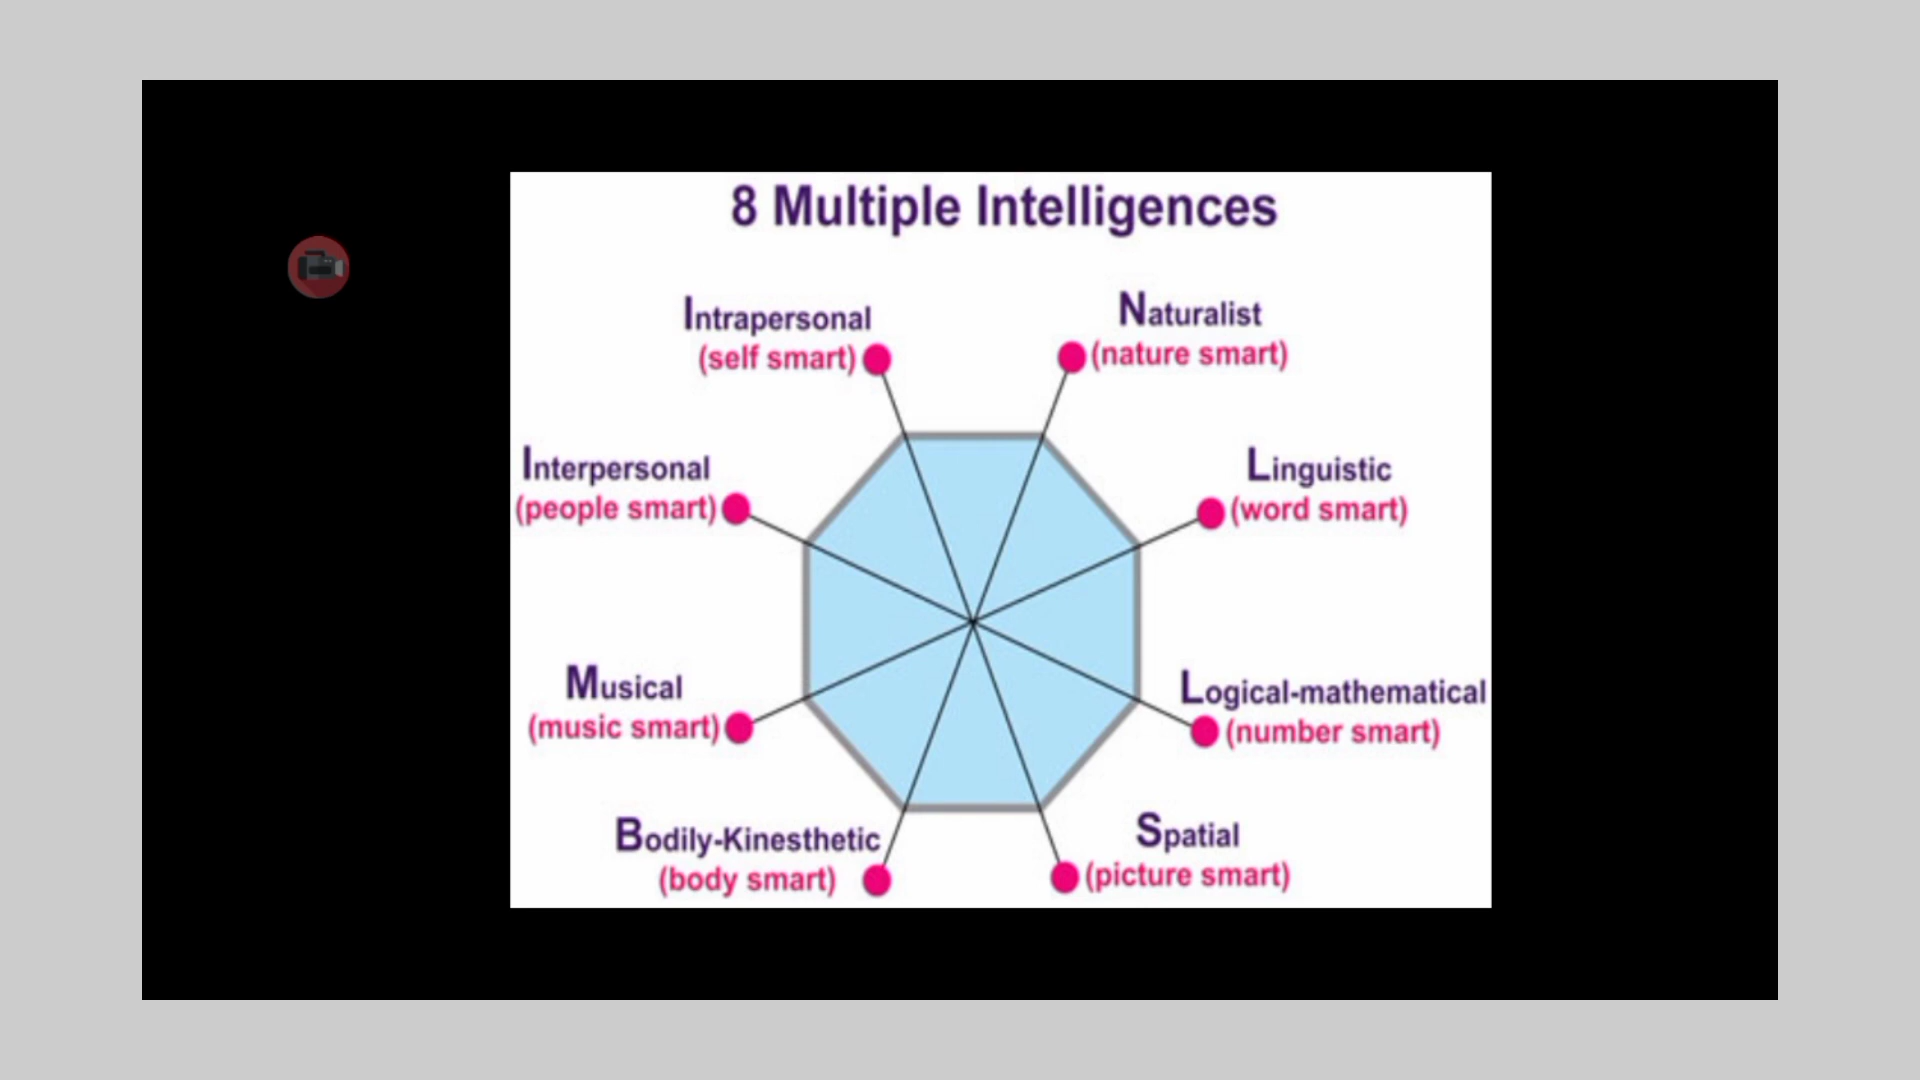 8 Multiple Intelligences
Intrapersonal
(self smart)
Naturalist
(nature smart)
Interpersonal
(people smart)
Linguistic
(word smart)
Musical
(music smart)
Logical-mathematical
(number smart)
Bodily-Kinesthetic
(body smart)
Spatial
(picture smart)